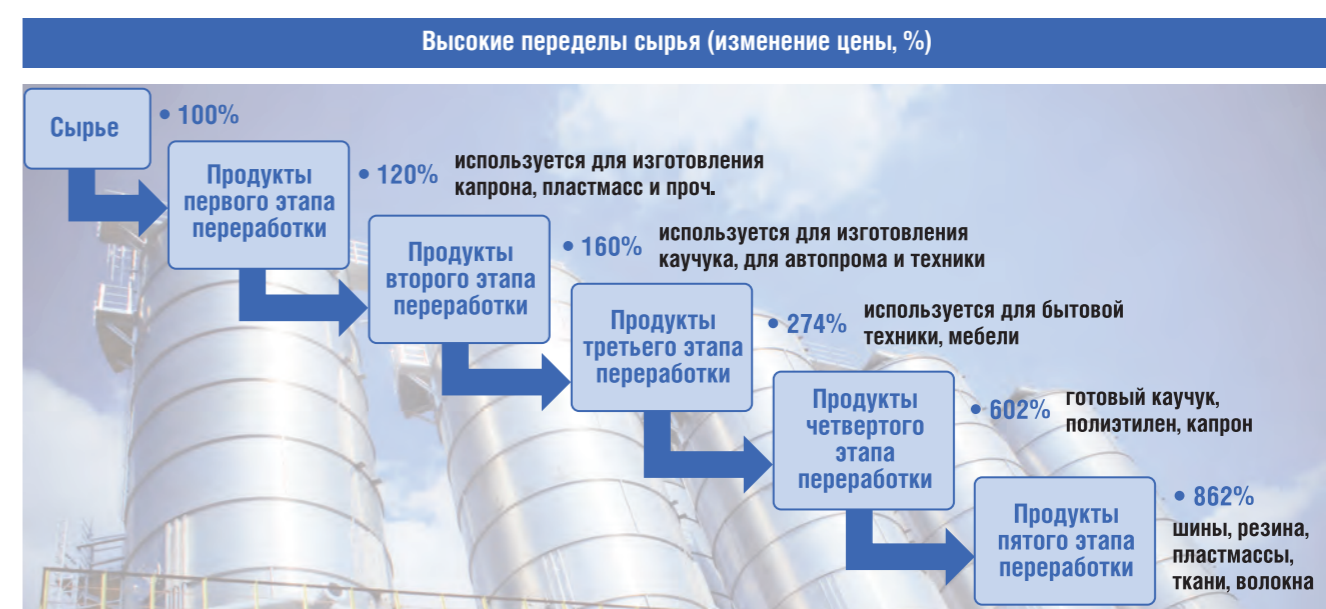 Высокие переделы сырья (изменение цены, %)
Сырье
• 100%
Продукты
первого этапа
переработки
• 120%
используется для изготовления
капрона, пластмасс и проч.
Продукты
второго этапа
переработки
• 160%
используется для изготовления
каучука, для автопрома и техники
Продукты
третьего этапа
переработки
• 274%
используется для бытовой
техники, мебели
Продукты
четвертого
этапа
переработки
• 602%
готовый каучук,
полиэтилен, капрон
Продукты
пятого этапа
переработки
• 862%
шины, резина,
пластмассы,
ткани, волокна